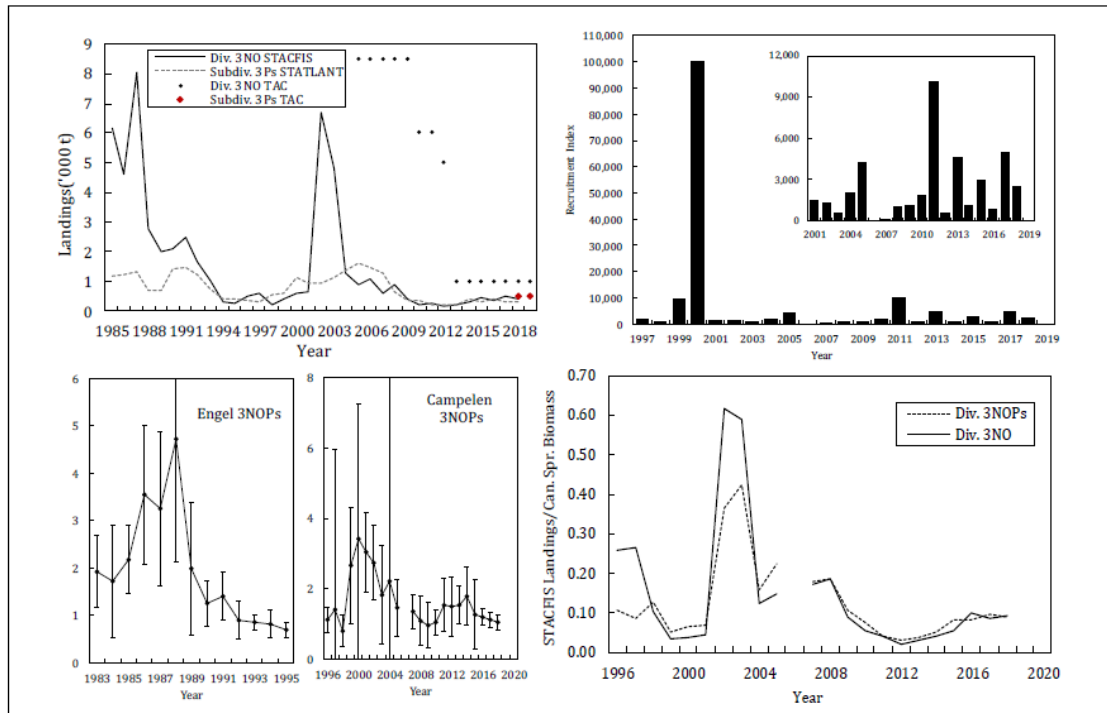 9
8
7
6
5
4
3
2
1
0
Landings('000 t)
Div. 3NO STACFIS
Subdiv. 3Ps STATLANT
Div. 3NO TAC
Subdiv. 3Ps TAC
1985 1988 1991 1994 1997 2000 2003 2006 2009 2012 2015 2018
Year
110,000
100,000
90,000
80,000
70,000
60,000
50,000
40,000
30,000
20,000
10,000
0
Recruitment Index
1997 1999 2001 2003 2005 2007 2009 2011 2013 2015 2017 2019
Year
12,000
9,000
6,000
3,000
0
2001 2004 2007 2010 2013 2016 2019
6
5
4
3
2
1
0
Engel 3NOPs
1983 1985 1987 1989 1991 1993 1995
Year
8
6
4
2
0
Campelen
3NOPs
1996 2000 2004 2008 2012 2016 2020
Year
0.70
0.60
0.50
0.40
0.30
0.20
0.10
0.00
STACFIS Landings/Can. Spr. Biomass
Div. 3NOPs
Div. 3NO
1996 2000 2004 2008 2012 2016 2020
Year